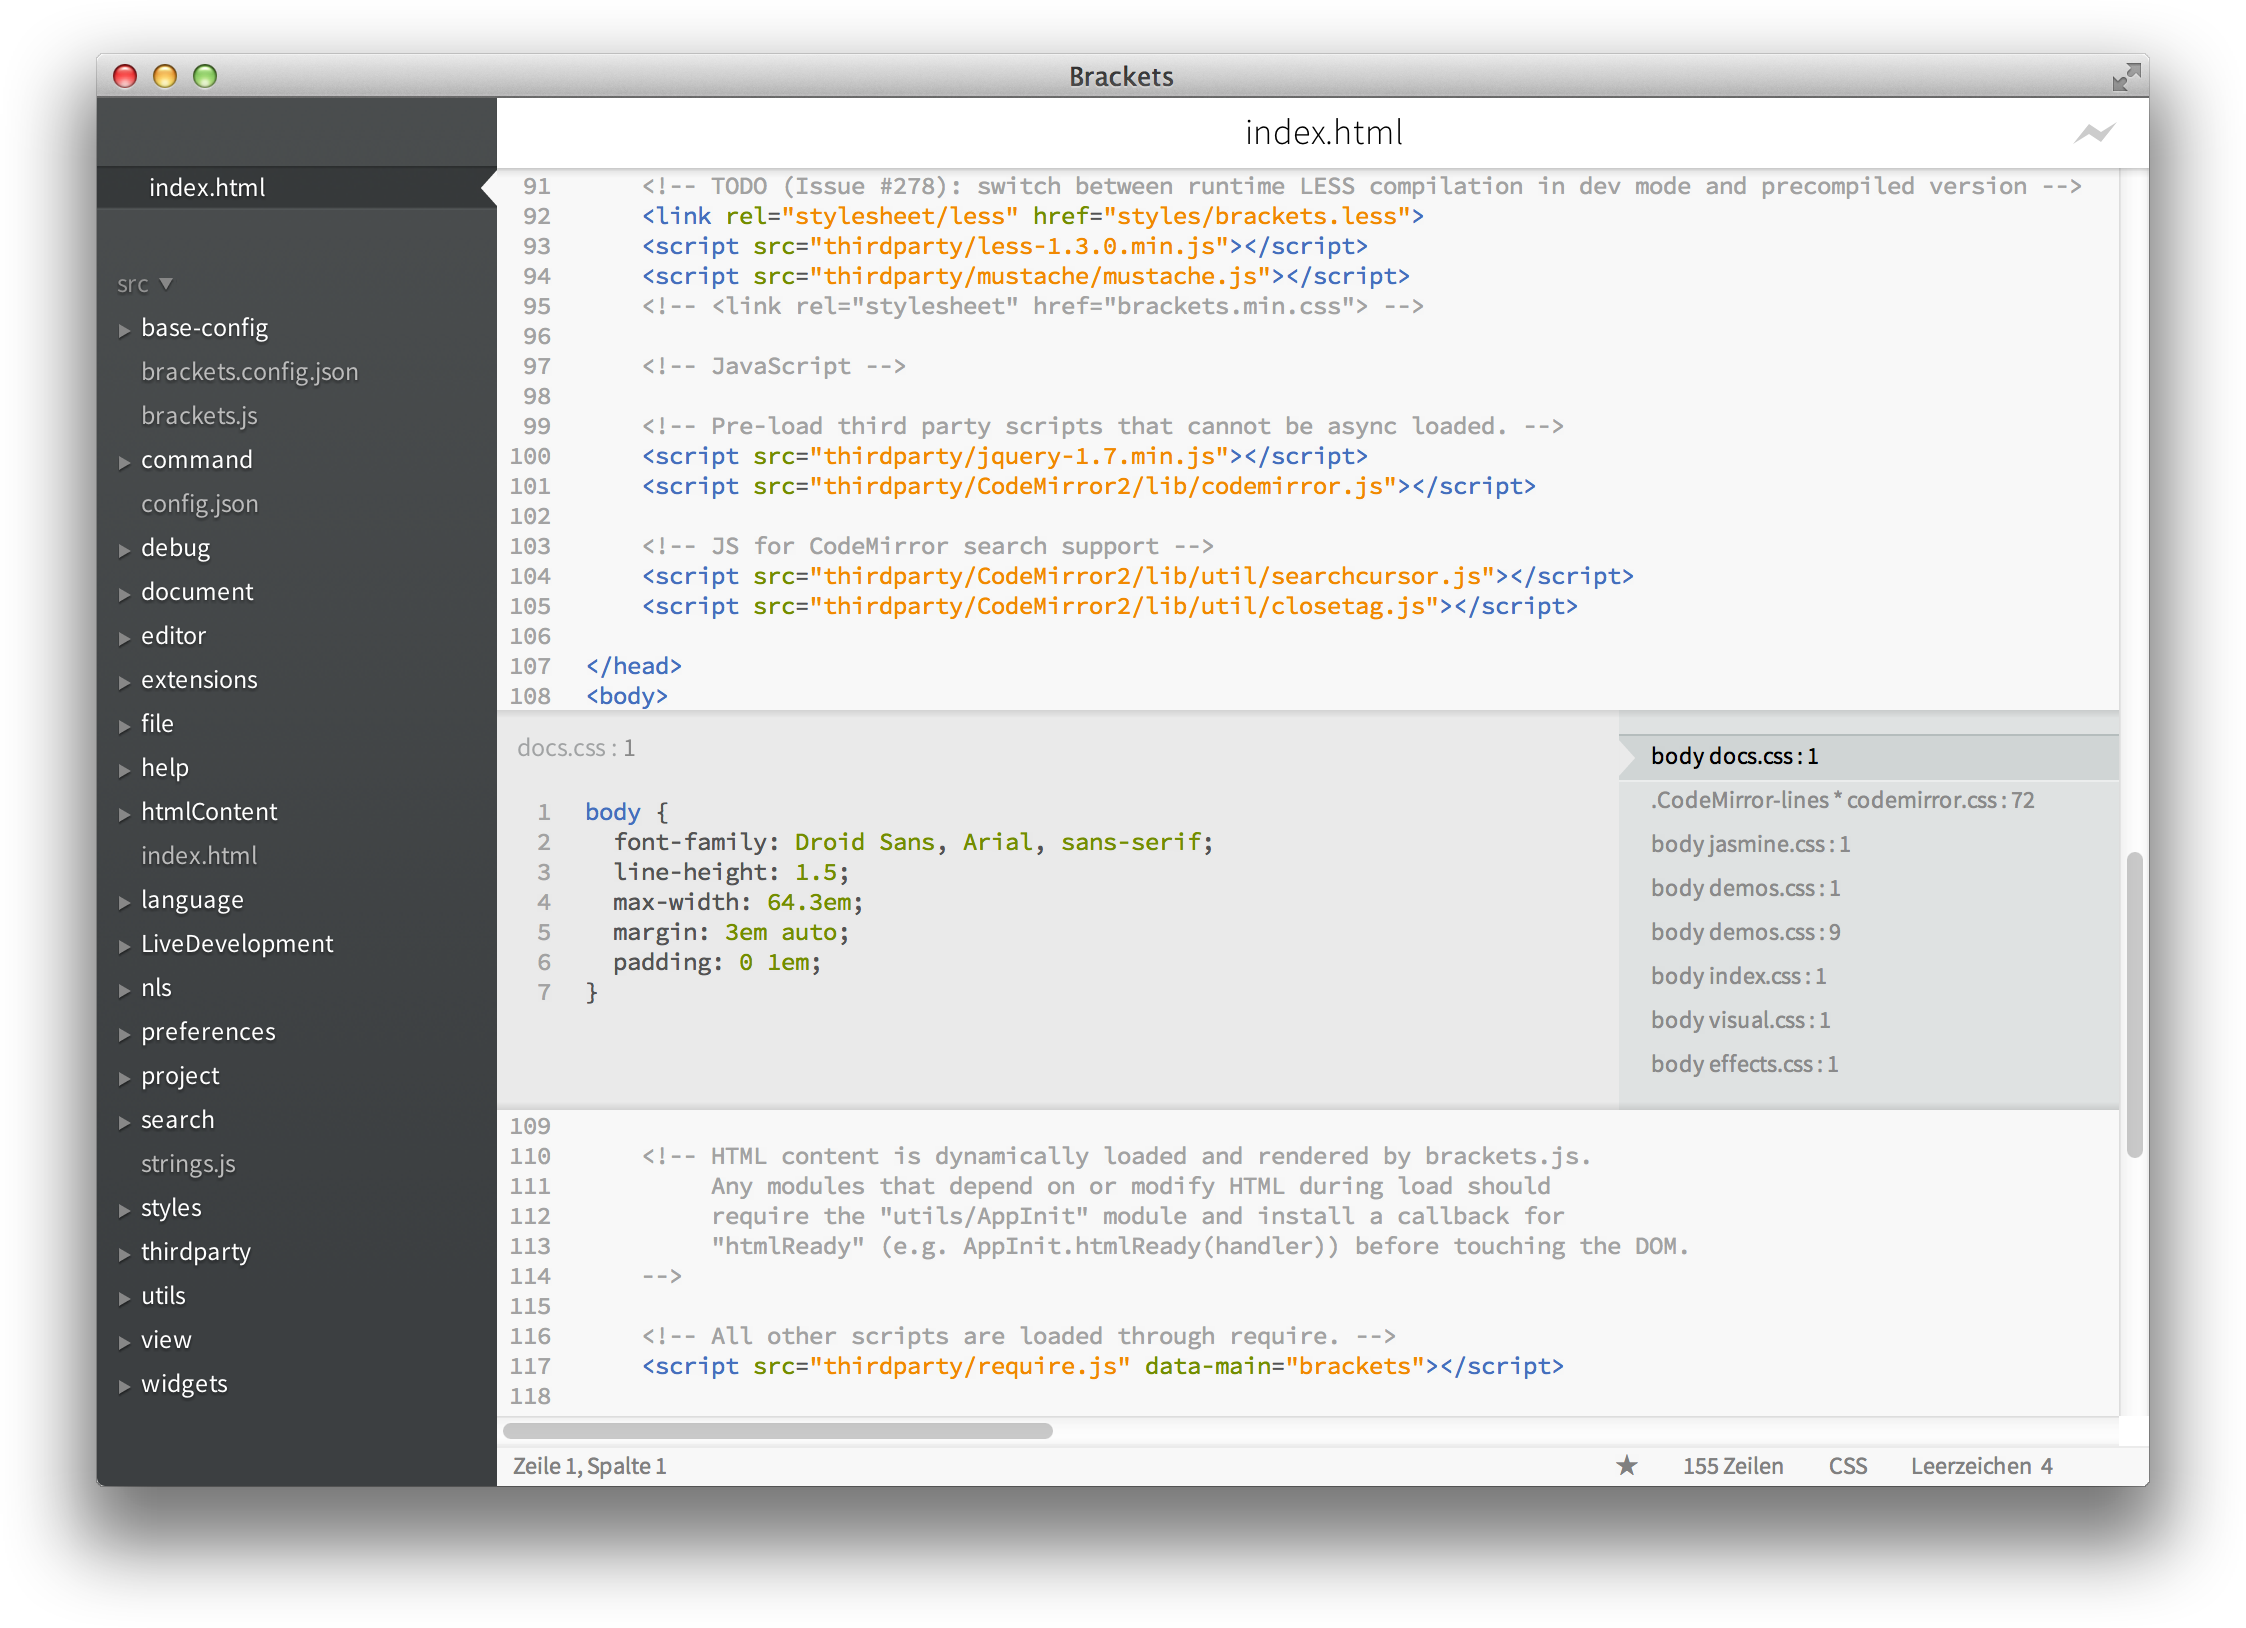 Brackets
index.html
src
base-config
brackets.config.json
brackets.js
command
config.json
debug
document
editor
extensions
file
help
htmlContent
index.html
language
LiveDevelopment
nls
preferences
project
search
strings.js
styles
thirdparty
utils
view
widgets
index.html
91 <!-- TODO (Issue #278): switch between runtime LESS compilation in dev mode and precompiled version -->
92 <link rel="stylesheet/less" href="styles/brackets.less">
93 <script src="thirdparty/less-1.3.0.min.js"></script>
94 <script src="thirdparty/mustache/mustache.js"></script>
95 <!-- <link rel="stylesheet" href="brackets.min.css"> -->
96
97 <!-- JavaScript -->
98
99 <!-- Pre-load third party scripts that cannot be async loaded. -->
100 <script src="thirdparty/jquery-1.7.min.js"></script>
101 <script src="thirdparty/CodeMirror2/lib/codemirror.js"></script>
102
103 <!-- JS for CodeMirror search support -->
104 <script src="thirdparty/CodeMirror2/lib/util/searchcursor.js"></script>
105 <script src="thirdparty/CodeMirror2/lib/util/closetag.js"></script>
106
107 </head>
108 <body>
docs.css : 1
1 body {
2 font-family: Droid Sans, Arial, sans-serif;
3 line-height: 1.5;
4 max-width: 64.3em;
5 margin: 3em auto;
6 padding: 0 1em;
7 }
body docs.css : 1
.CodeMirror-lines * codemirror.css : 72
body jasmine.css : 1
body demos.css : 1
body demos.css : 9
body index.css : 1
body visual.css : 1
body effects.css : 1
109
110 <!-- HTML content is dynamically loaded and rendered by brackets.js.
111 Any modules that depend on or modify HTML during load should
112 require the "utils/AppInit" module and install a callback for
113 "htmlReady" (e.g. AppInit.htmlReady(handler)) before touching the DOM.
114 -->
115
116 <!-- All other scripts are loaded through require. -->
117 <script src="thirdparty/require.js" data-main="brackets"></script>
118
Zeile 1, Spalte 1
155 Zeilen CSS Leerzeichen 4